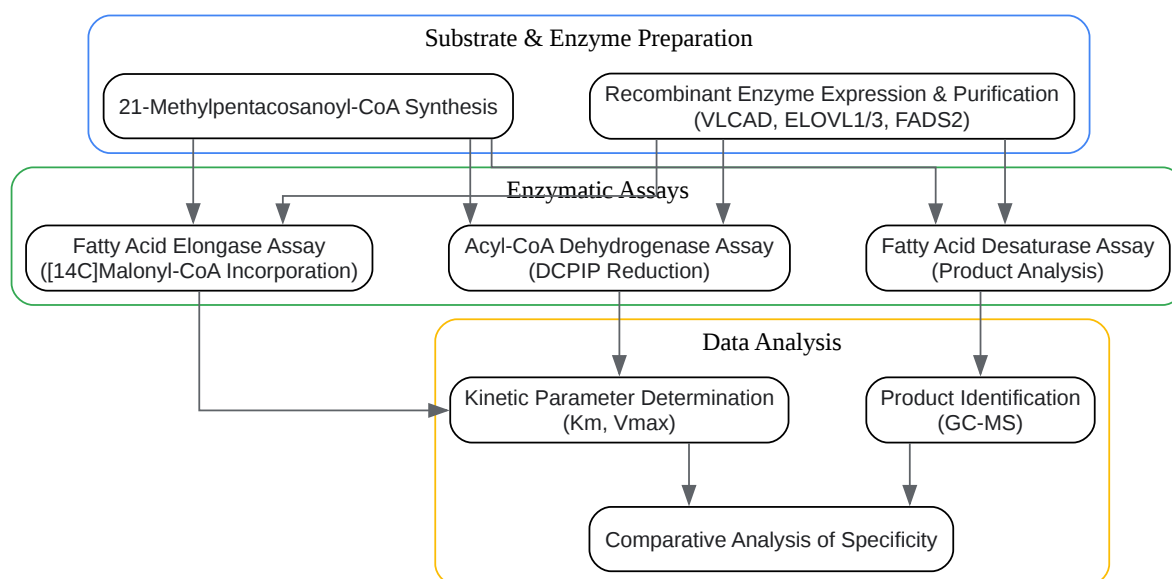 Substrate & Enzyme Preparation
21-Methylpentacosanoyl-CoA Synthesis
Recombinant Enzyme Expression & Purification
(VLCAD, ELOVL1/3, FADS2)
Enzymatic Assays
Fatty Acid Elongase Assay
([14C]Malonyl-CoA Incorporation)
Acyl-CoA Dehydrogenase Assay
(DCPIP Reduction)
Fatty Acid Desaturase Assay
(Product Analysis)
Data Analysis
Kinetic Parameter Determination
(Km, Vmax)
Product Identification
(GC-MS)
Comparative Analysis of Specificity